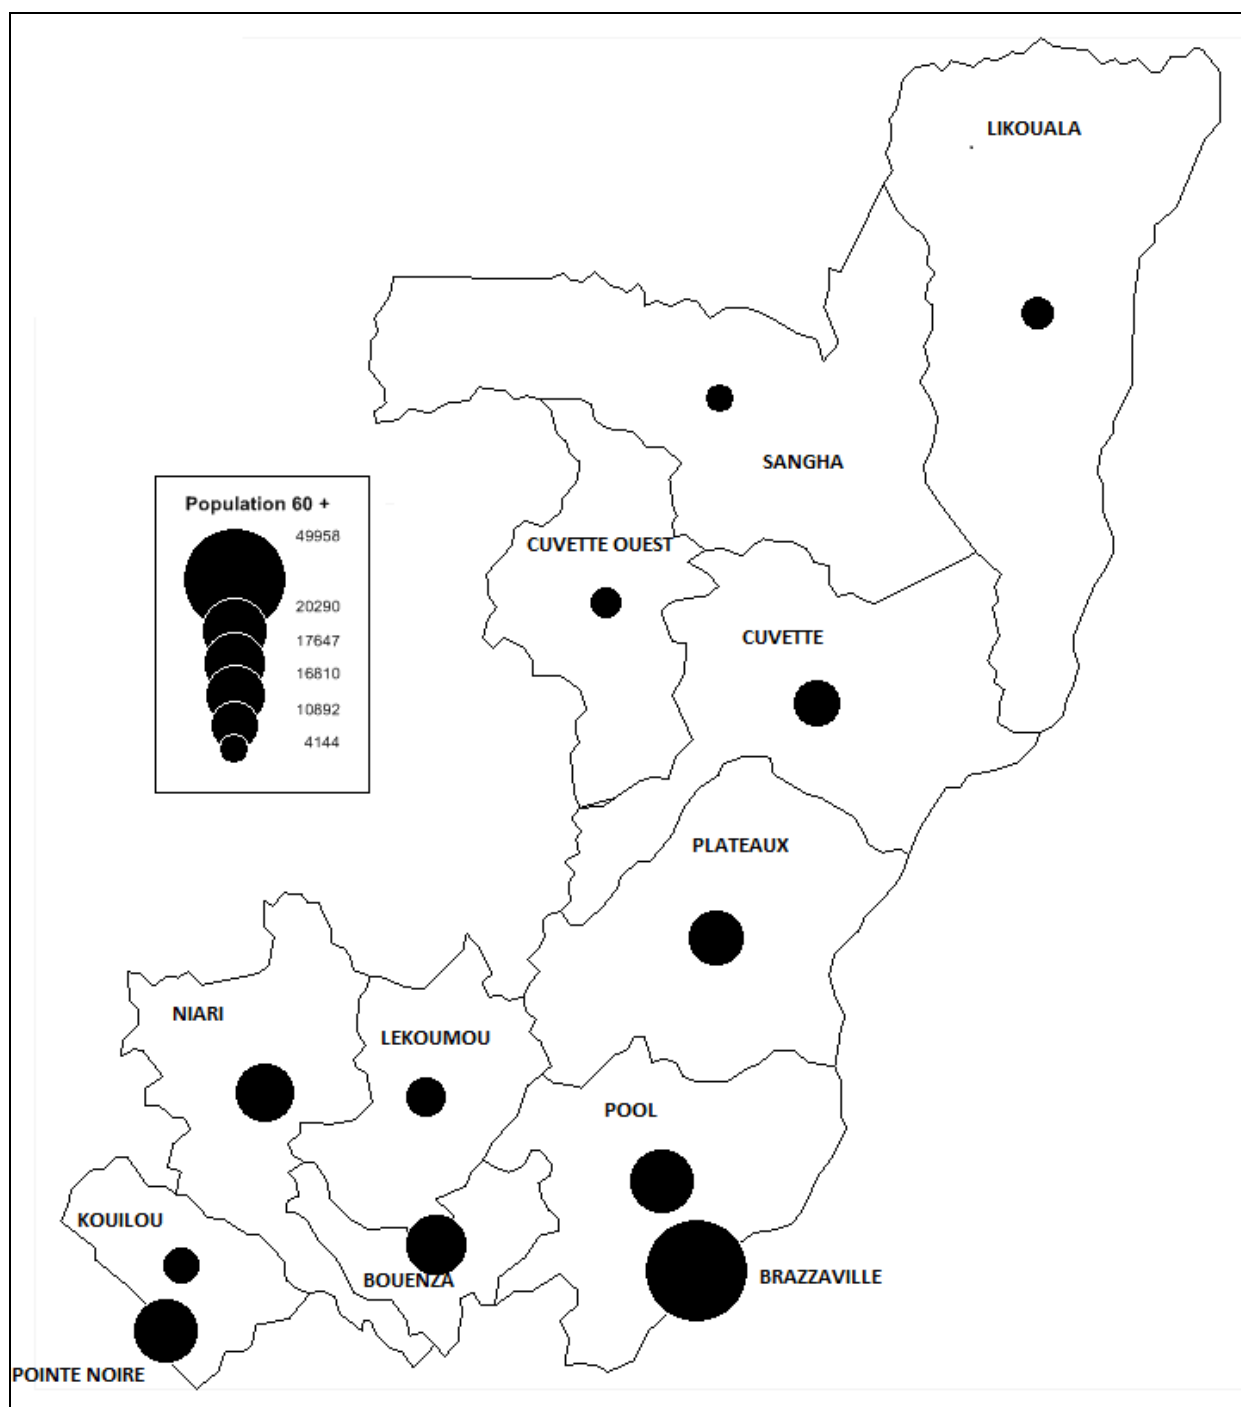 LIKOUALA
SANGHA
Population 60 +
49958
20290
17647
16810
10892
4144
CUVETTE OUEST
CUVETTE
PLATEAUX
NIARI
LEKOUMOU
POOL
KOUILOU
BOUENZA
BRAZZAVILLE
POINTE NOIRE